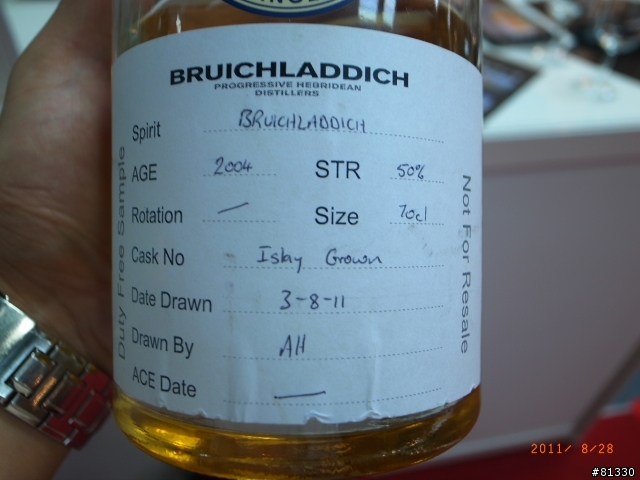 BRUICHLADDICH
PROGRESSIVE HEBRIDEAN
DISTILLERS
Spirit BRUICHLADDICH
AGE 2004 STR 50%
Rotation — Size 70cl
Cask No Islay Grown
Date Drawn 3-8-11
Drawn By AH
ACE Date —
Duty Free Sample
Not For Resale
2011/ 8/28
#81330